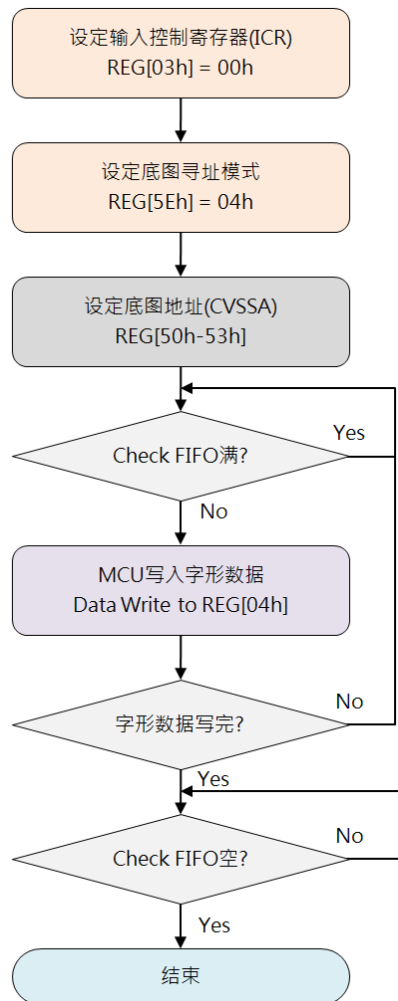 设定输入控制寄存器(ICR)
REG[03h] = 00h
设定底图寻址模式
REG[5Eh] = 04h
设定底图地址(CVSSA)
REG[50h-53h]
Check FIFO满?
Yes
No
MCU写入字形数据
Data Write to REG[04h]
字形数据写完?
No
Yes
Check FIFO空?
No
Yes
结束